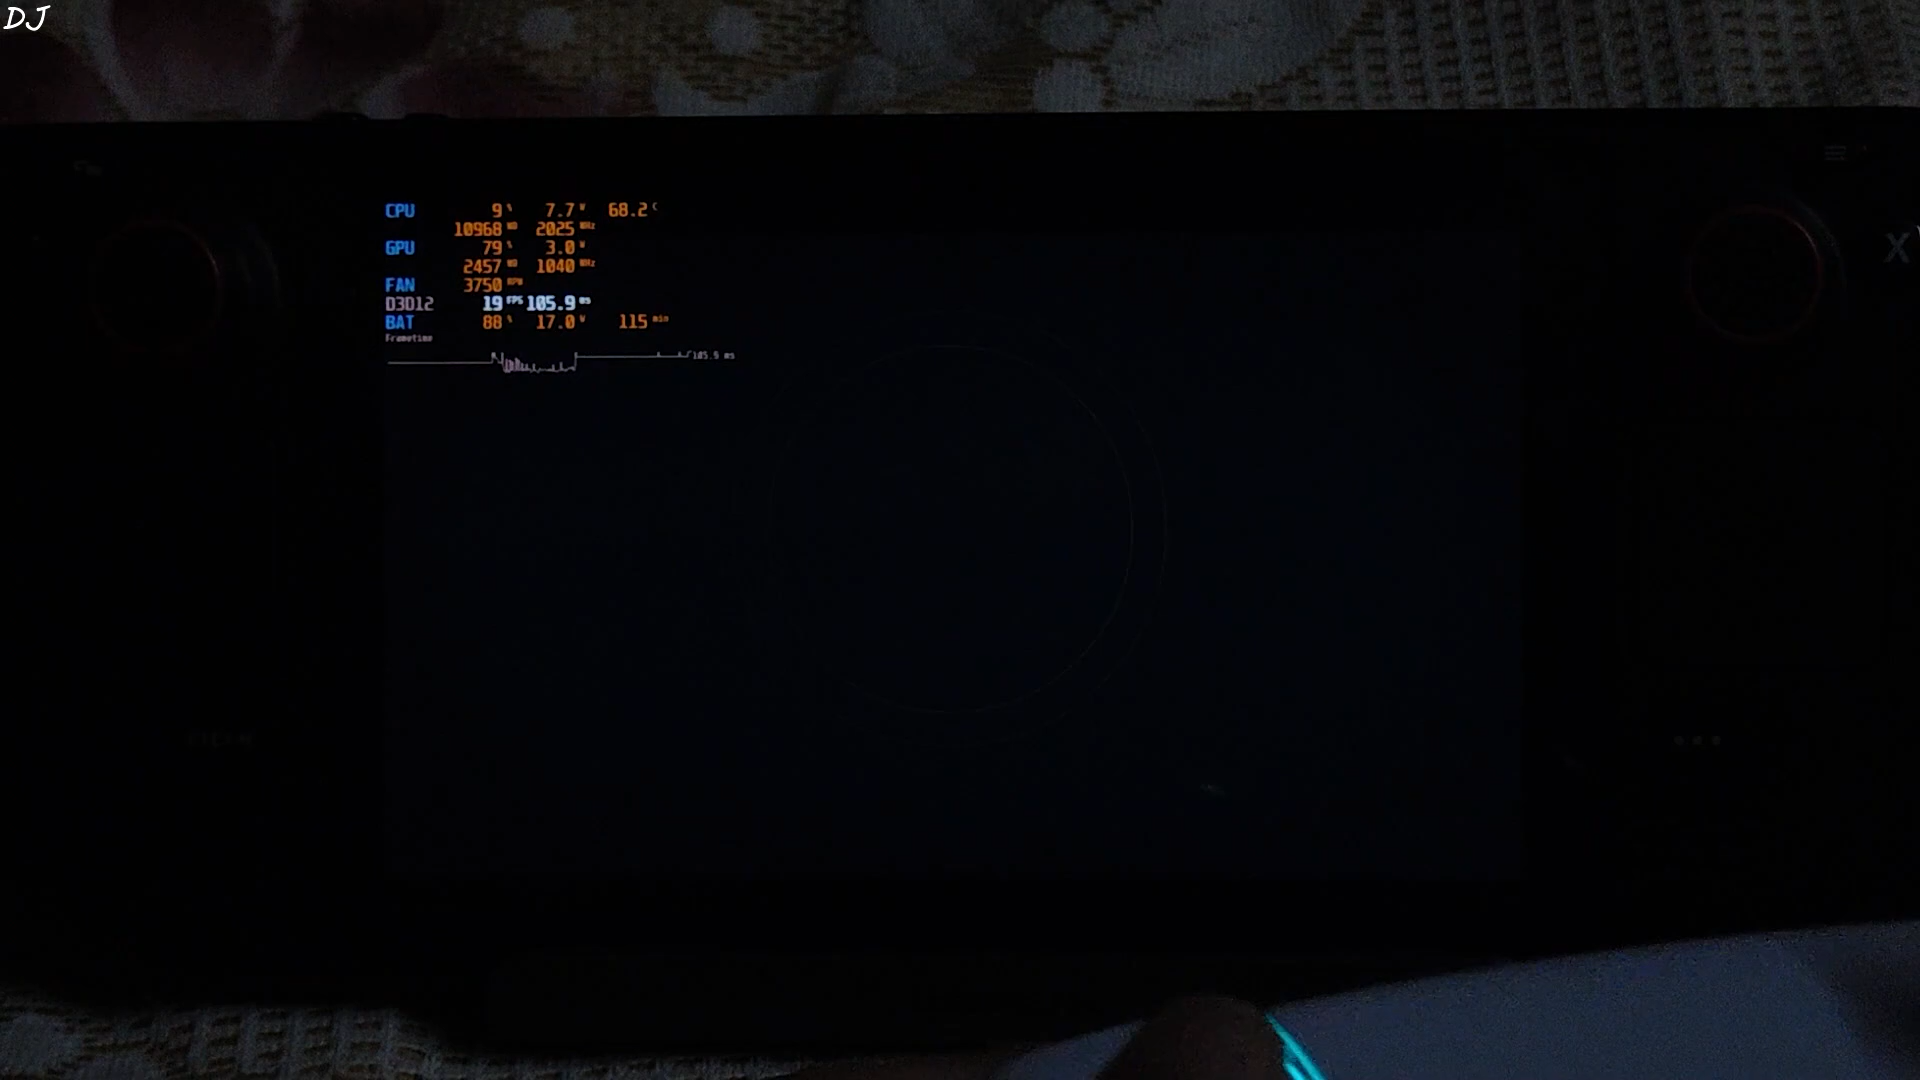 DJ
CPU 9 % 7.7 W 68.2 °C
10968 MB 2025 MHz
GPU 79 % 3.0 W
2457 MB 1040 MHz
FAN 3750 RPM
D3D12 19 FPS 105.9 ms
BAT 88 % 17.0 W 115 min
Frametime
105.9 ms
X